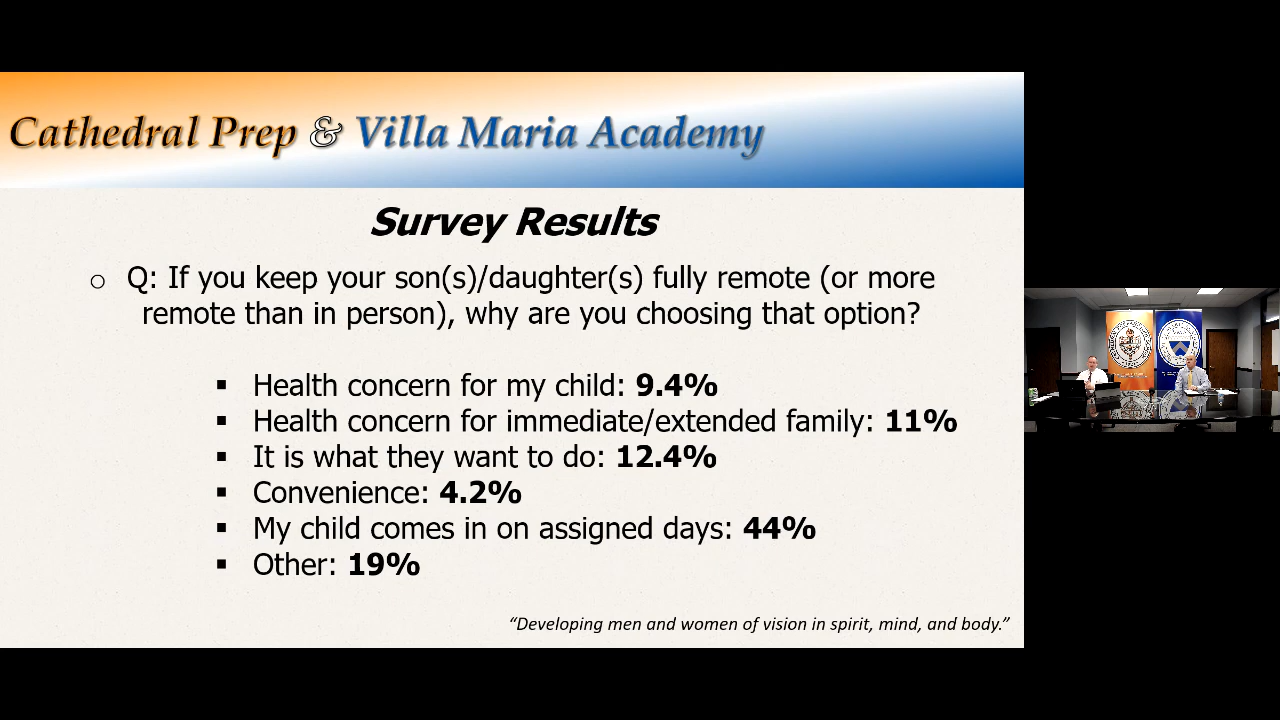 Cathedral Prep & Villa Maria Academy
Survey Results
○ Q: If you keep your son(s)/daughter(s) fully remote (or more
remote than in person), why are you choosing that option?
▪ Health concern for my child: 9.4%
▪ Health concern for immediate/extended family: 11%
▪ It is what they want to do: 12.4%
▪ Convenience: 4.2%
▪ My child comes in on assigned days: 44%
▪ Other: 19%
“Developing men and women of vision in spirit, mind, and body.”